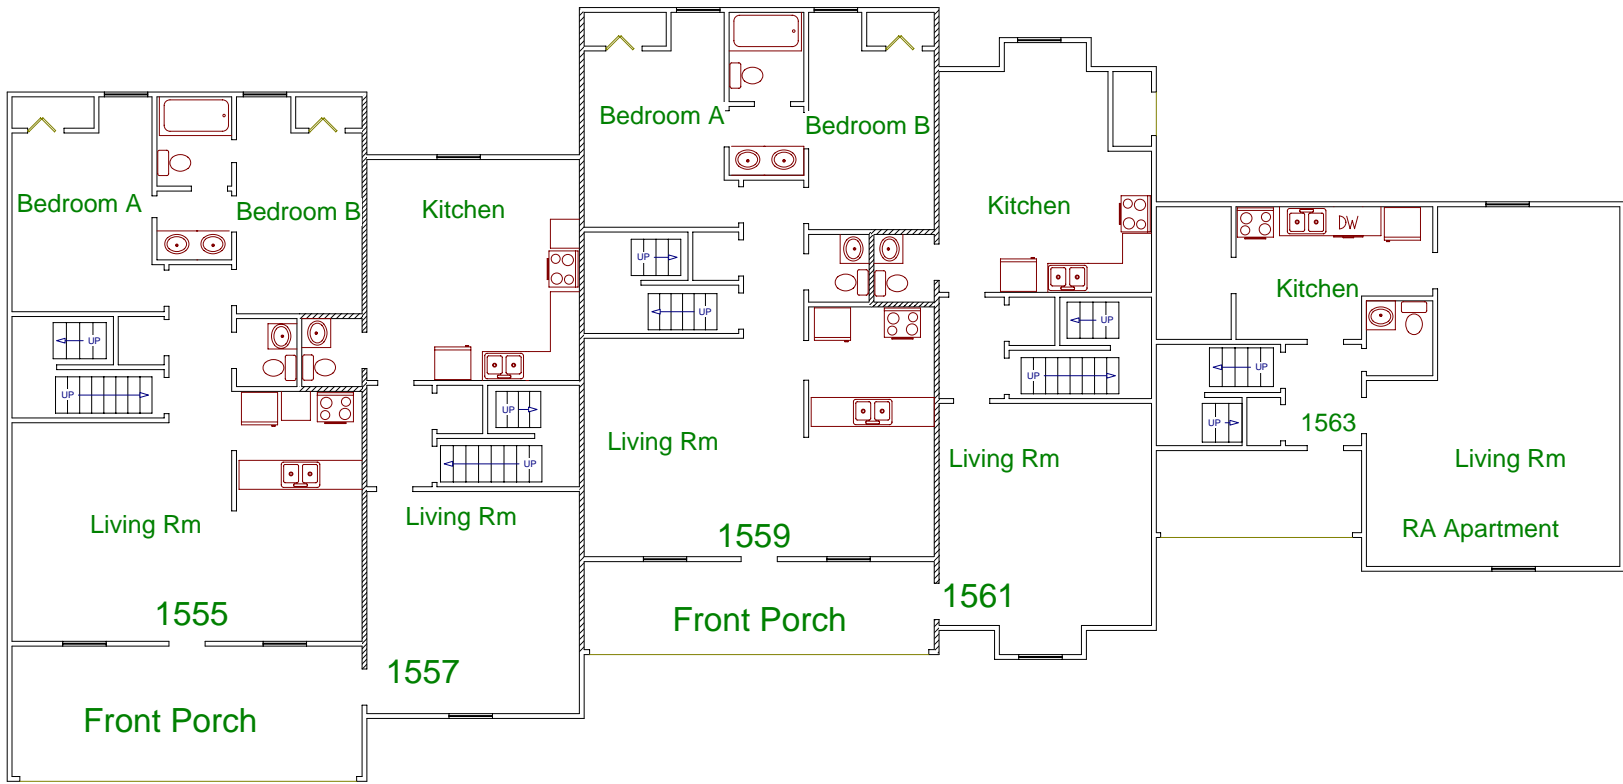 Bedroom A
Bedroom B
Bedroom A
Bedroom B
Kitchen
Kitchen
DW
Kitchen
UP
UP
UP
UP
UP
UP
UP
UP
UP
UP
1563
Living Rm
Living Rm
Living Rm
Living Rm
Living Rm
RA Apartment
1559
1555
1561
Front Porch
1557
Front Porch